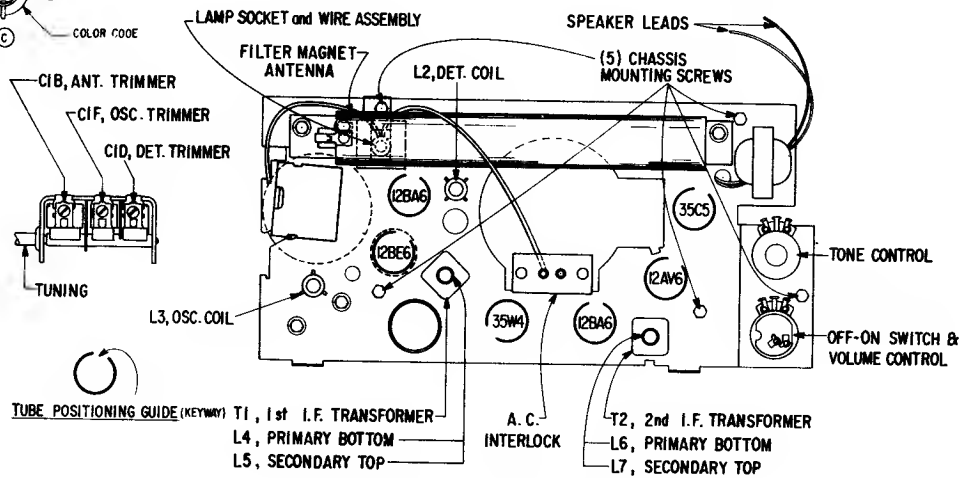 C
COLOR CODE
LAMP SOCKET and WIRE ASSEMBLY
SPEAKER LEADS
FILTER MAGNET
ANTENNA
L2, DET. COIL
(5) CHASSIS
MOUNTING SCREWS
C1B, ANT. TRIMMER
C1F, OSC. TRIMMER
C1D, DET. TRIMMER
TUNING
12BA6
35C5
12BE6
12AV6
TONE CONTROL
L3, OSC. COIL
35W4
12BA6
OFF-ON SWITCH &
VOLUME CONTROL
TUBE POSITIONING GUIDE (KEYWAY)
T1, 1st I.F. TRANSFORMER
L4, PRIMARY BOTTOM
L5, SECONDARY TOP
A.C.
INTERLOCK
T2, 2nd I.F. TRANSFORMER
L6, PRIMARY BOTTOM
L7, SECONDARY TOP